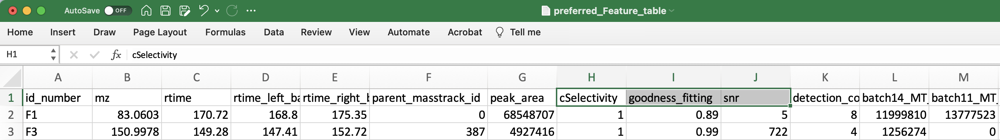 AutoSave OFF ... preferred_Feature_table
Home Insert Draw Page Layout Formulas Data Review View Automate Acrobat Tell me
H1 fx cSelectivity
A B C D E F G H I J K L M
1 id_number mz rtime rtime_left_ba rtime_right_b parent_masstrack_id peak_area cSelectivity goodness_fitting snr detection_co batch14_MT_ batch11_MT_
2 F1 83.0603 170.72 168.8 175.35 0 68548707 1 0.89 5 8 11999810 13777523
3 F3 150.9978 149.28 147.41 152.72 387 4927416 1 0.99 722 4 1256274 0